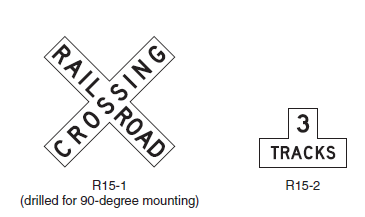 RAILROAD
CROSSING
3
TRACKS
R15-1
(drilled for 90-degree mounting)
R15-2